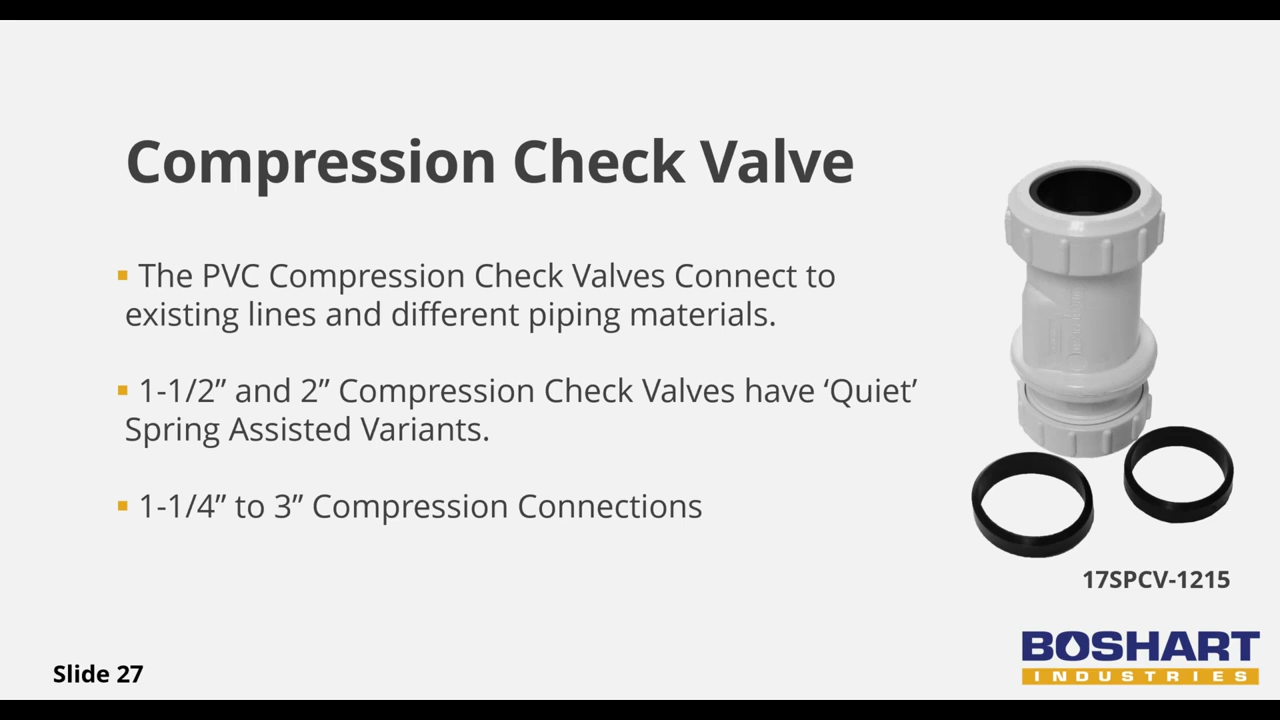 Compression Check Valve
▪ The PVC Compression Check Valves Connect to
existing lines and different piping materials.
▪ 1-1/2” and 2” Compression Check Valves have ‘Quiet’
Spring Assisted Variants.
▪ 1-1/4” to 3” Compression Connections
17SPCV-1215
BOSHART
INDUSTRIES
Slide 27